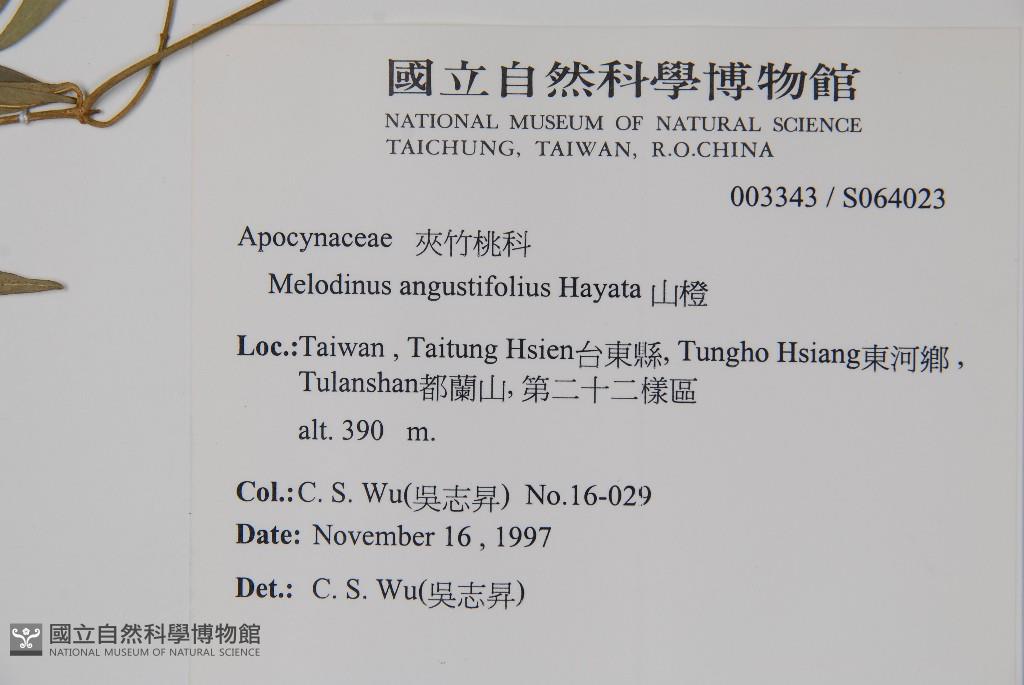 國立自然科學博物館
NATIONAL MUSEUM OF NATURAL SCIENCE
TAICHUNG, TAIWAN, R.O.CHINA
003343 / S064023
Apocynaceae 夾竹桃科
Melodinus angustifolius Hayata 山橙
Loc.:Taiwan , Taitung Hsien台東縣, Tungho Hsiang東河鄉 ,
Tulanshan都蘭山, 第二十二樣區
alt. 390 m.
Col.:C. S. Wu(吳志昇) No.16-029
Date: November 16 , 1997
Det.: C. S. Wu(吳志昇)
國立自然科學博物館
NATIONAL MUSEUM OF NATURAL SCIENCE